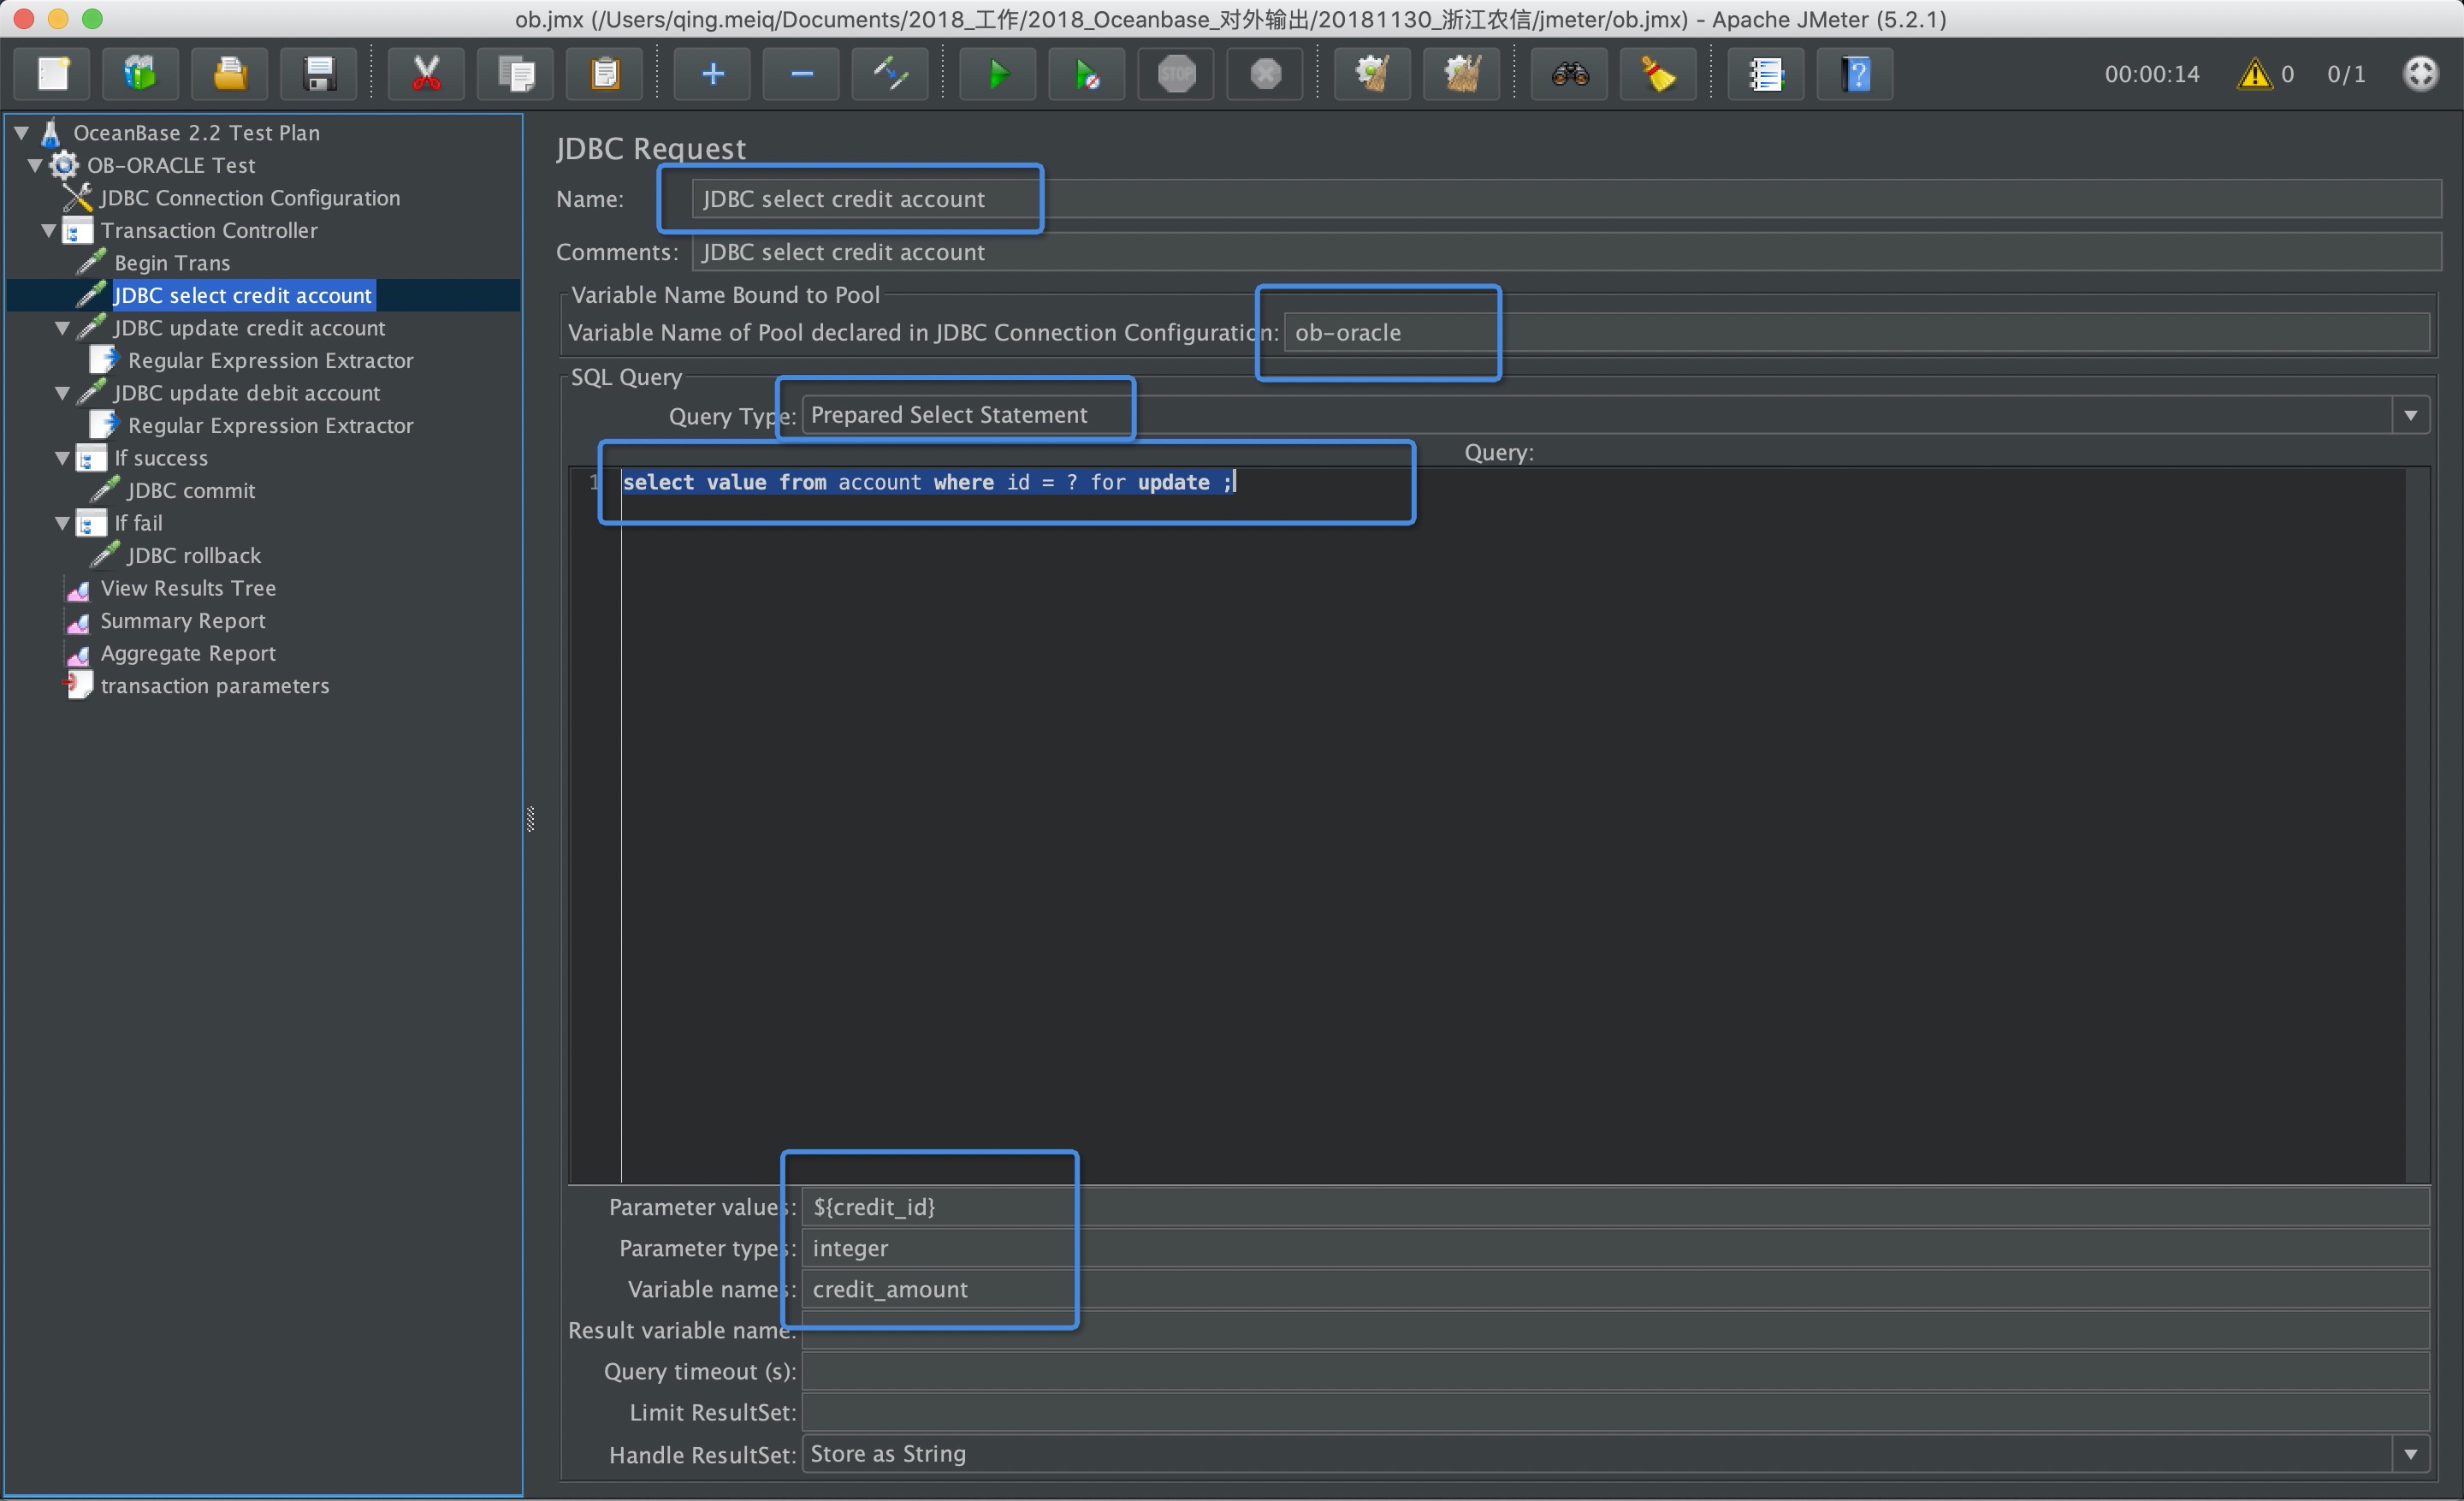 ob.jmx (/Users/qing.meiq/Documents/2018_工作/2018_Oceanbase_对外输出/20181130_浙江农信/jmeter/ob.jmx) - Apache JMeter (5.2.1)
STOP
00:00:14
0
0/1
OceanBase 2.2 Test Plan
OB-ORACLE Test
JDBC Connection Configuration
Transaction Controller
Begin Trans
JDBC select credit account
JDBC update credit account
Regular Expression Extractor
JDBC update debit account
Regular Expression Extractor
If success
JDBC commit
If fail
JDBC rollback
View Results Tree
Summary Report
Aggregate Report
transaction parameters
JDBC Request
Name: JDBC select credit account
Comments: JDBC select credit account
Variable Name Bound to Pool
Variable Name of Pool declared in JDBC Connection Configuration: ob-oracle
SQL Query
Query Type: Prepared Select Statement
Query:
1 select value from account where id = ? for update ;
Parameter values: ${credit_id}
Parameter types: integer
Variable names: credit_amount
Result variable name:
Query timeout (s):
Limit ResultSet:
Handle ResultSet: Store as String